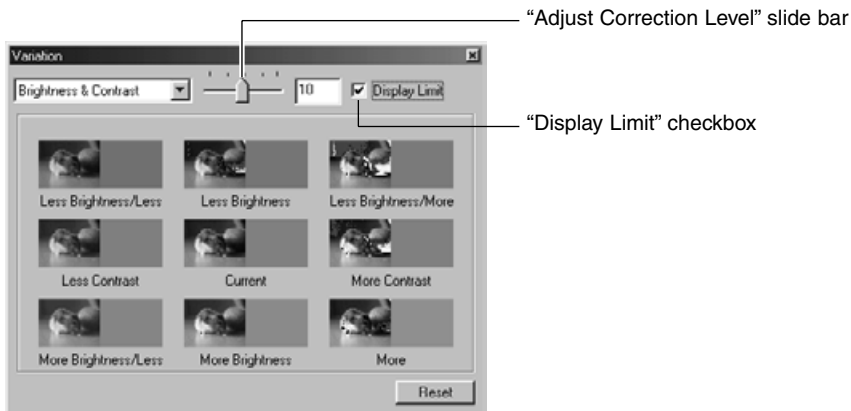 “Adjust Correction Level” slide bar
Variation
Brightness & Contrast
10
Display Limit
“Display Limit” checkbox
Less Brightness/Less
Less Brightness
Less Brightness/More
Less Contrast
Current
More Contrast
More Brightness/Less
More Brightness
More
Reset